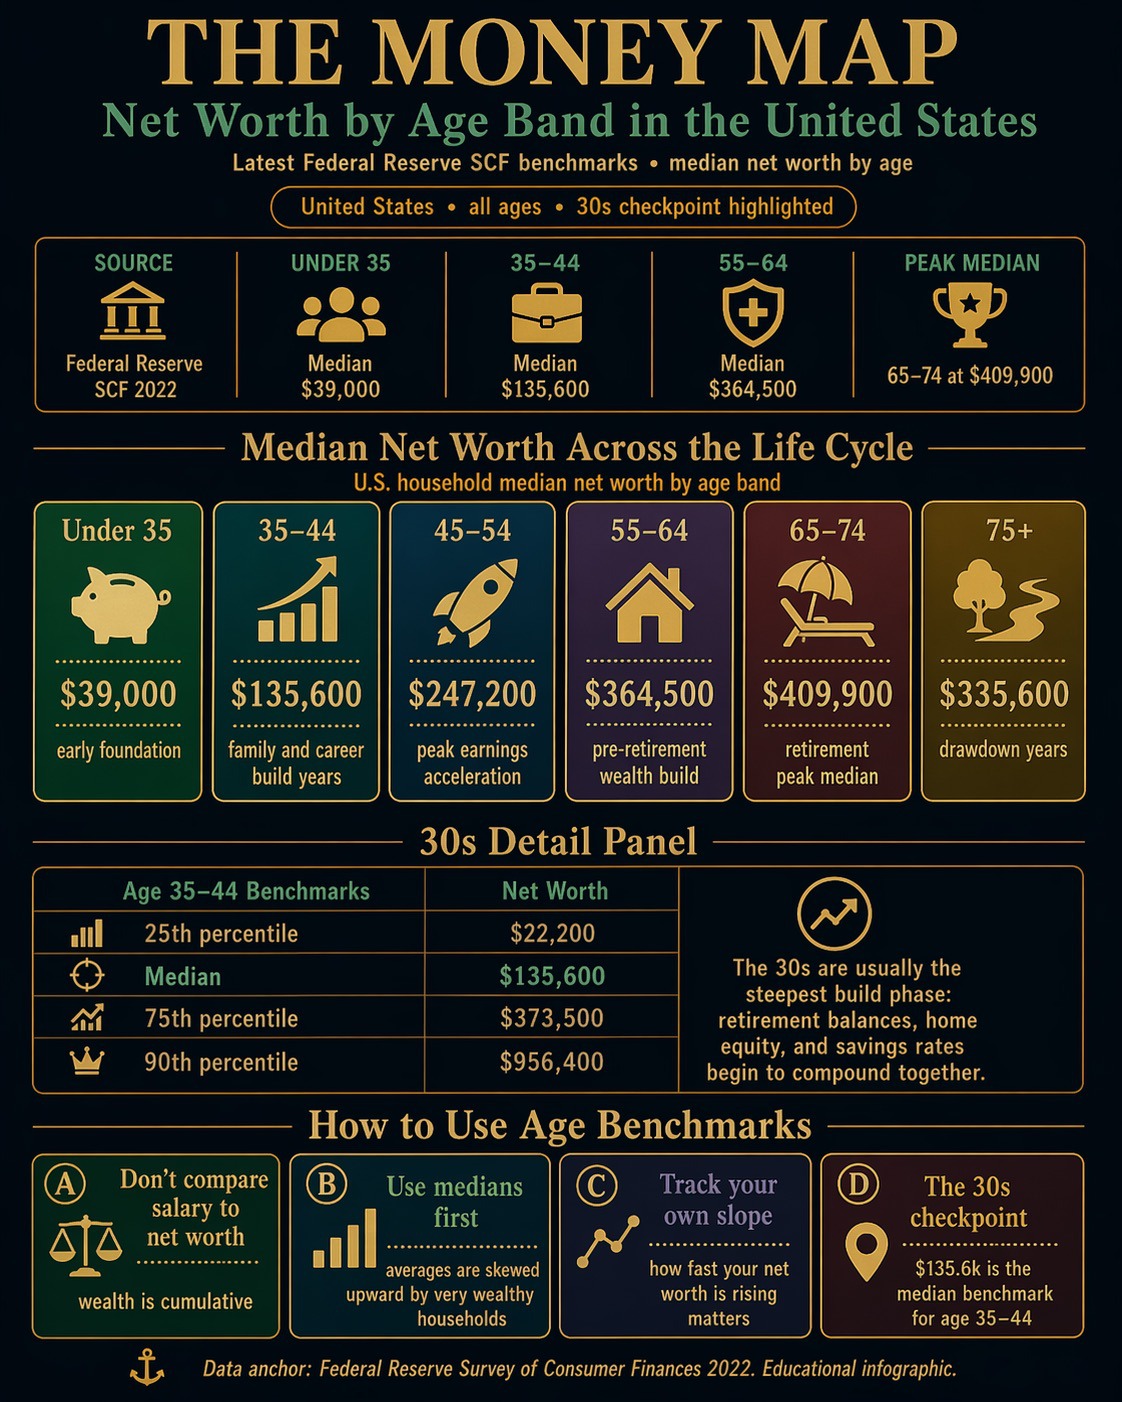 THE MONEY MAP
Net Worth by Age Band in the United States
Latest Federal Reserve SCF benchmarks • median net worth by age
United States • all ages • 30s checkpoint highlighted
SOURCE
Federal Reserve
SCF 2022
UNDER 35
Median
$39,000
35–44
Median
$135,600
55–64
Median
$364,500
PEAK MEDIAN
65–74 at $409,900
Median Net Worth Across the Life Cycle
U.S. household median net worth by age band
Under 35
$39,000
early foundation
35–44
$135,600
family and career
build years
45–54
$247,200
peak earnings
acceleration
55–64
$364,500
pre-retirement
wealth build
65–74
$409,900
retirement
peak median
75+
$335,600
drawdown years
30s Detail Panel
Age 35–44 Benchmarks Net Worth
25th percentile $22,200
Median $135,600
75th percentile $373,500
90th percentile $956,400
The 30s are usually the
steepest build phase:
retirement balances, home
equity, and savings rates
begin to compound together.
How to Use Age Benchmarks
A
Don't compare
salary to
net worth
wealth is cumulative
B
Use medians
first
averages are skewed
upward by very wealthy
households
C
Track your
own slope
how fast your net
worth is rising
matters
D
The 30s
checkpoint
$135.6k is the
median benchmark
for age 35–44
Data anchor: Federal Reserve Survey of Consumer Finances 2022. Educational infographic.